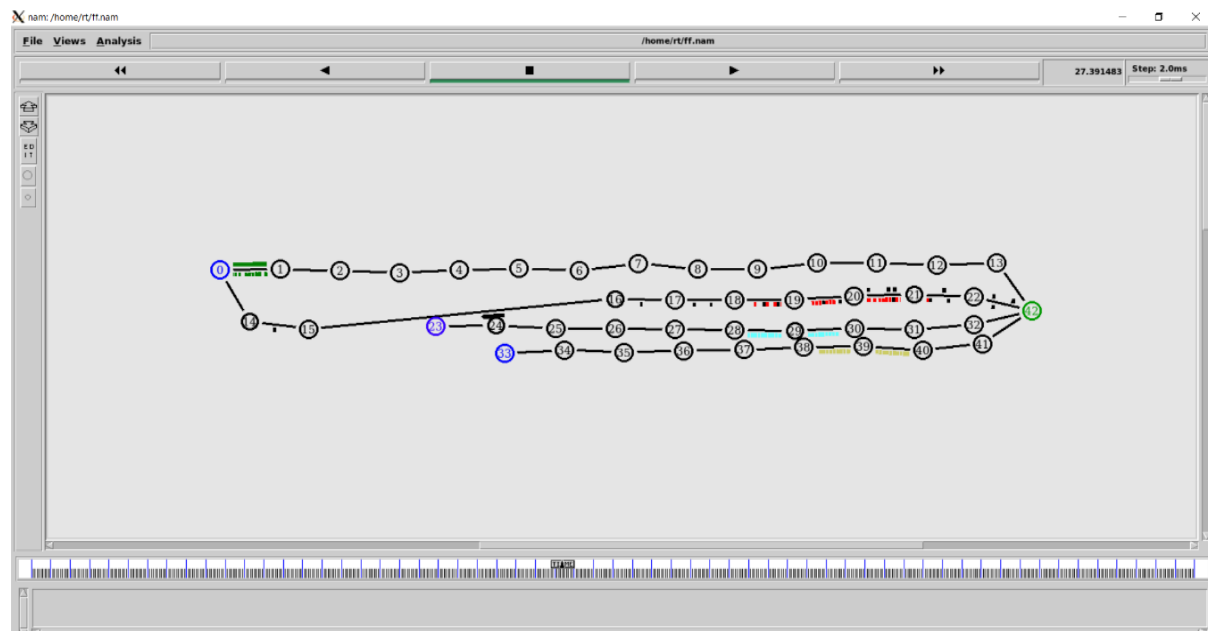 nam: /home/rt/ff.nam
File Views Analysis
/home/rt/ff.nam
27.391483
Step: 2.0ms
ED
IT
0 1 2 3 4 5 6 7 8 9 10 11 12 13
16 17 18 19 20 21 22
42
14 15
23 24 25 26 27 28 29 30 31 32
33 34 35 36 37 38 39 40 41
TIME